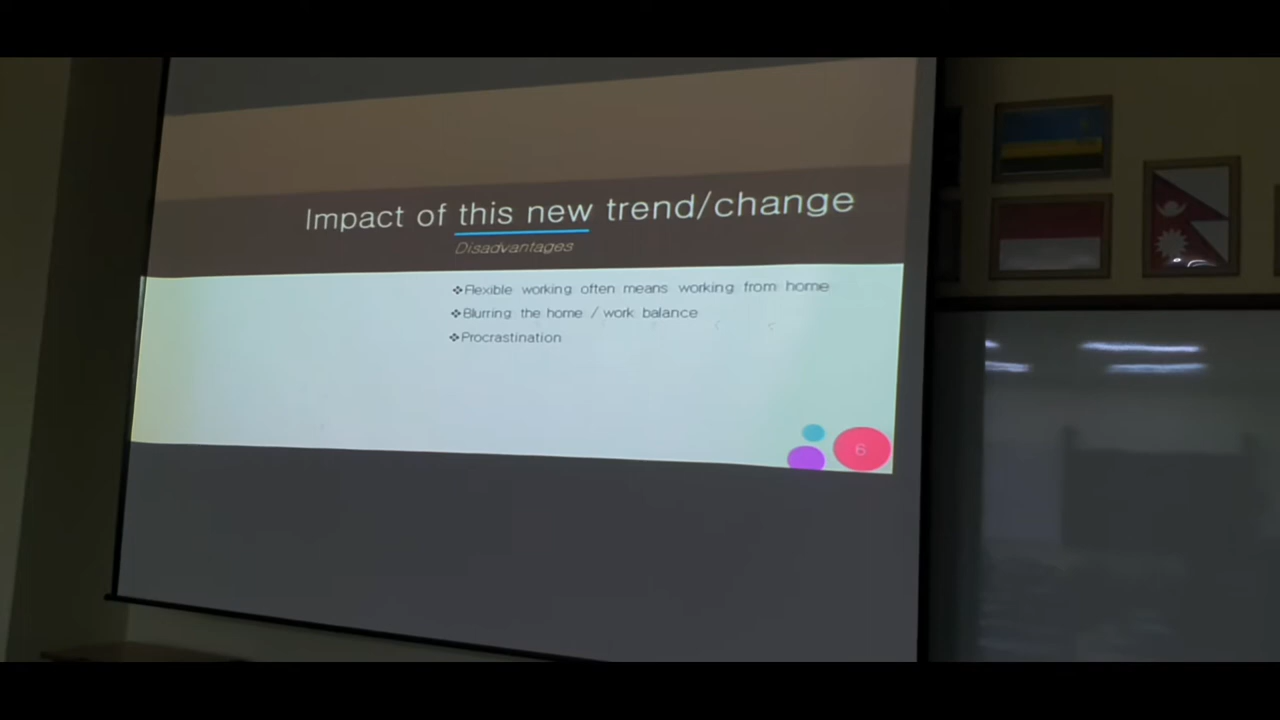 Impact of this new trend/change
Disadvantages
❖Flexible working often means working from home
❖Blurring the home / work balance
❖Procrastination
6